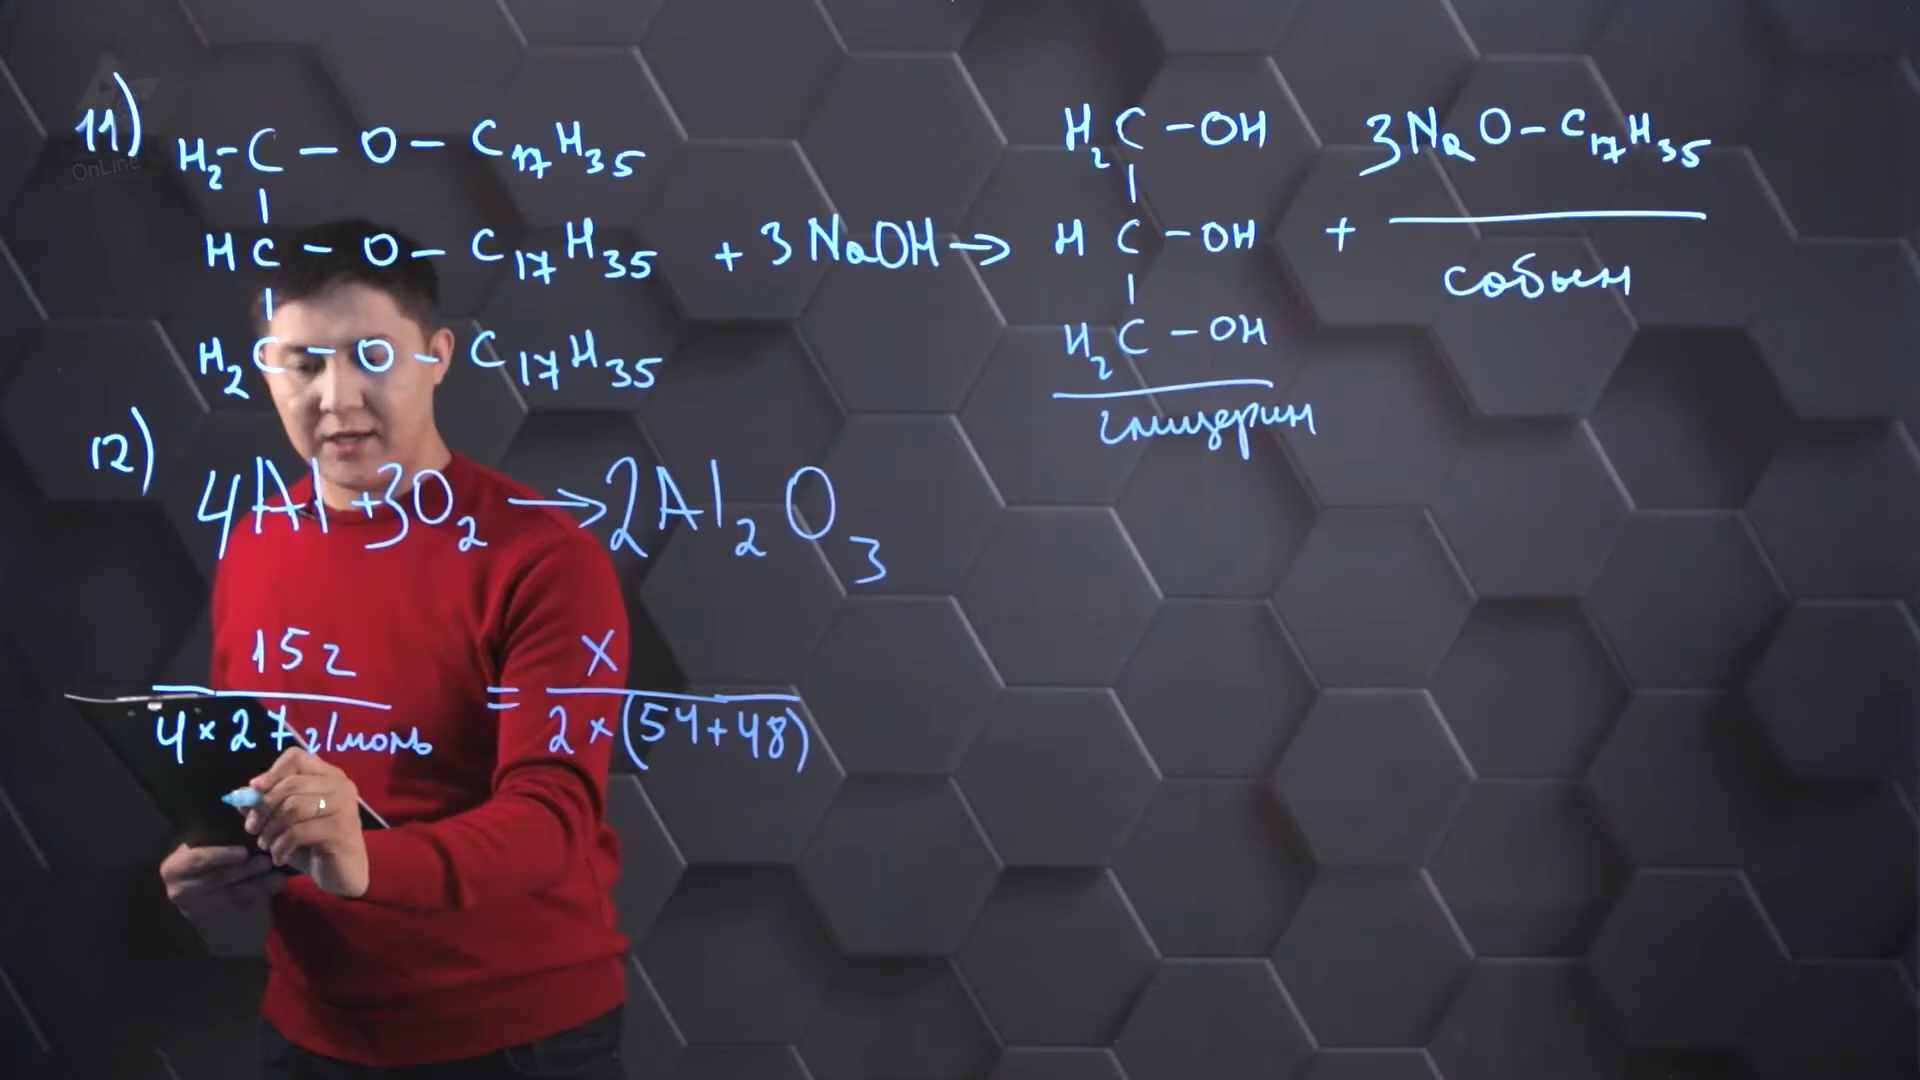 11)
H₂-C – O – C₁₇H₃₅
HC – O – C₁₇H₃₅ + 3NaOH →
H₂C – O – C₁₇H₃₅
H₂C – OH
HC – OH +
H₂C – OH
глицерин
3NaO – C₁₇H₃₅
собын
12)
4Al + 3O₂ → 2Al₂O₃
15г / 4×27г/моль = x / 2×(54+48)
OnLine